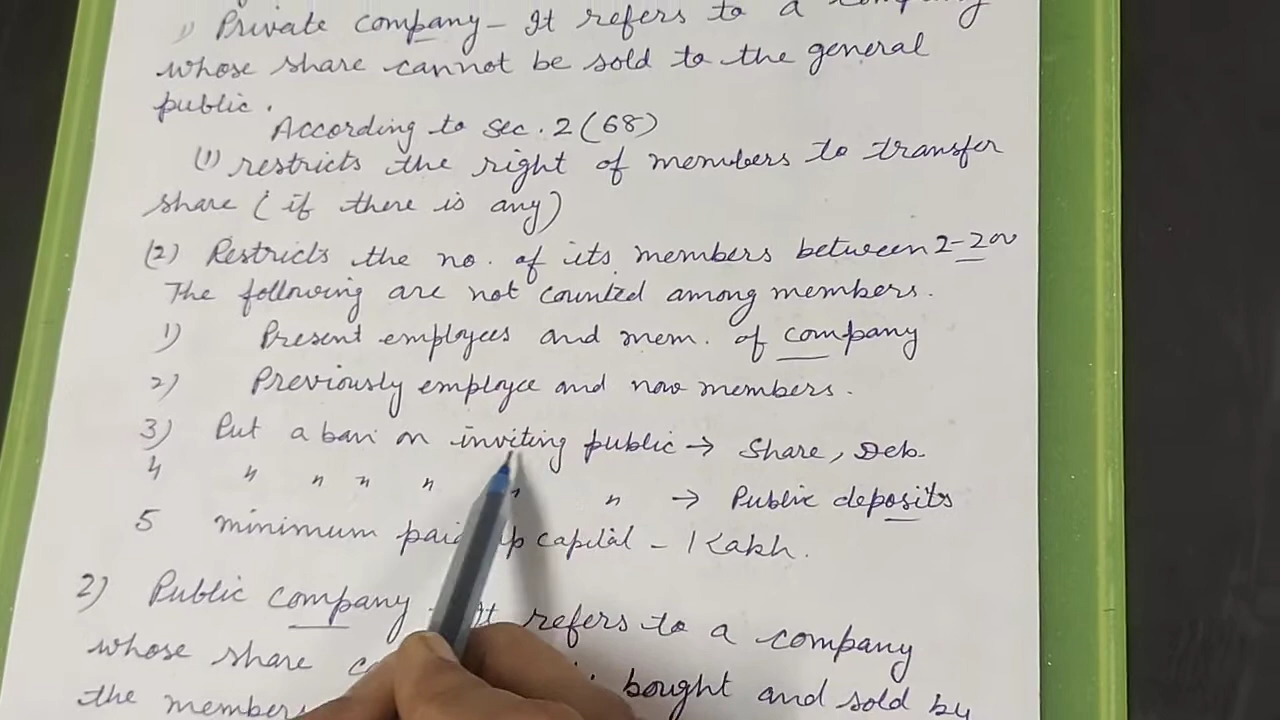 1) Private company - It refers to a company
whose share cannot be sold to the general
public.
According to sec. 2 (68)
(1) restricts the right of members to transfer
share (if there is any)
(2) Restricts the no. of its members between 2-200
The following are not counted among members.
1) Present employees and mem. of company
2) Previously employee and now members.
3) Put a ban on inviting public → Share, Deb.
4 " " " " " " → Public deposits
5 minimum paid up capital - 1 Lakh.
2) Public company - It refers to a company
whose share bought and sold by
the members